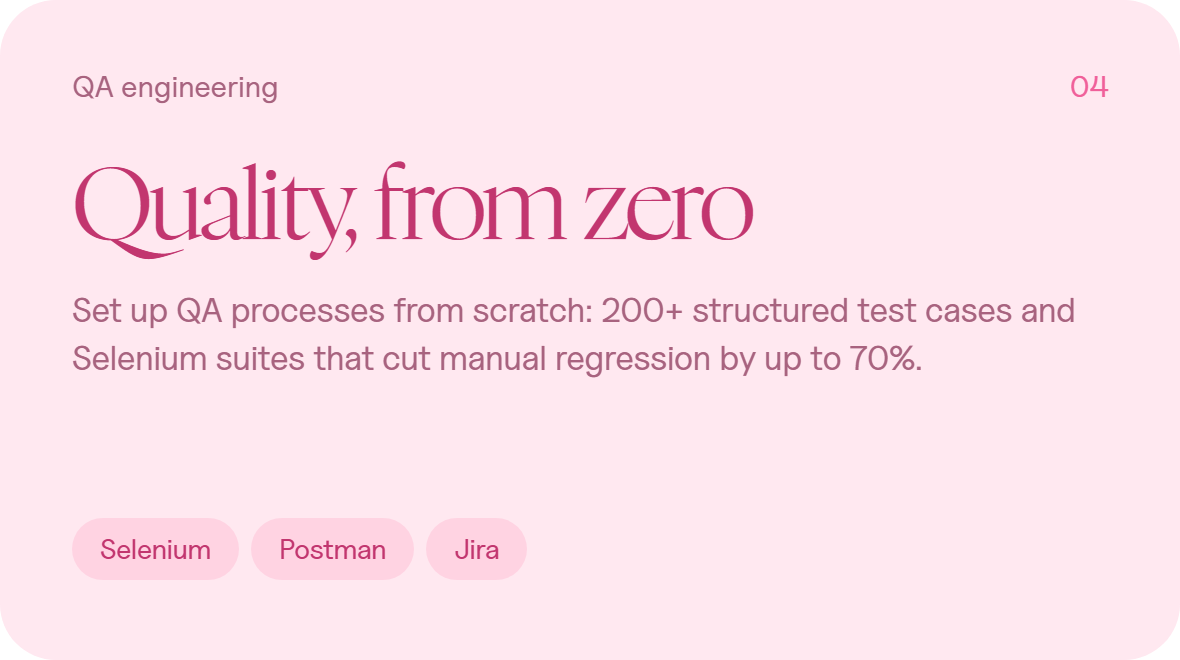 QA engineering
04
Quality, from zero
Set up QA processes from scratch: 200+ structured test cases and
Selenium suites that cut manual regression by up to 70%.
Selenium
Postman
Jira